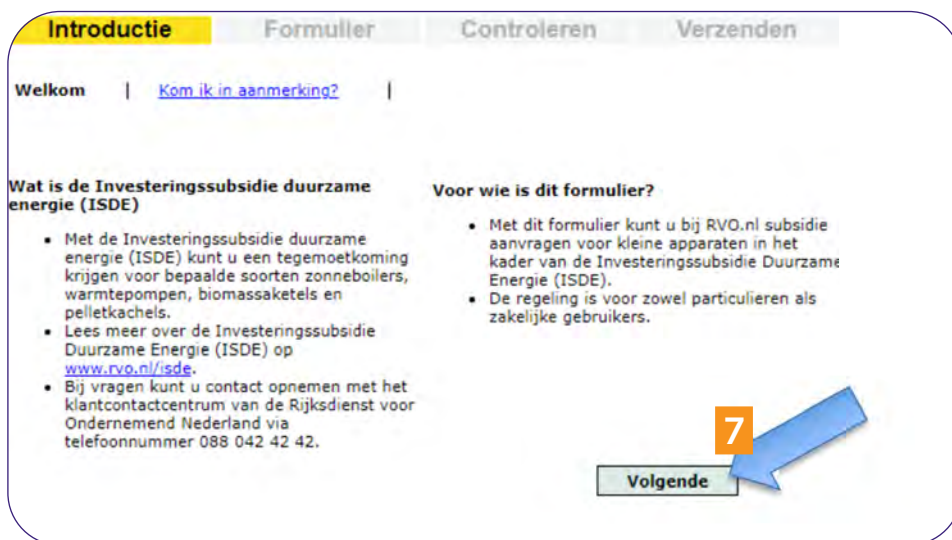 Introductie Formulier Controleren Verzenden
Welkom | Kom ik in aanmerking? |
Wat is de Investeringssubsidie duurzame
energie (ISDE)
• Met de Investeringssubsidie duurzame
energie (ISDE) kunt u een tegemoetkoming
krijgen voor bepaalde soorten zonneboilers,
warmtepompen, biomassaketels en
pelletkachels.
• Lees meer over de Investeringssubsidie
Duurzame Energie (ISDE) op
www.rvo.nl/isde.
• Bij vragen kunt u contact opnemen met het
klantcontactcentrum van de Rijksdienst voor
Ondernemend Nederland via
telefoonnummer 088 042 42 42.
Voor wie is dit formulier?
• Met dit formulier kunt u bij RVO.nl subsidie
aanvragen voor kleine apparaten in het
kader van de Investeringssubsidie Duurzame
Energie (ISDE).
• De regeling is voor zowel particulieren als
zakelijke gebruikers.
7
Volgende